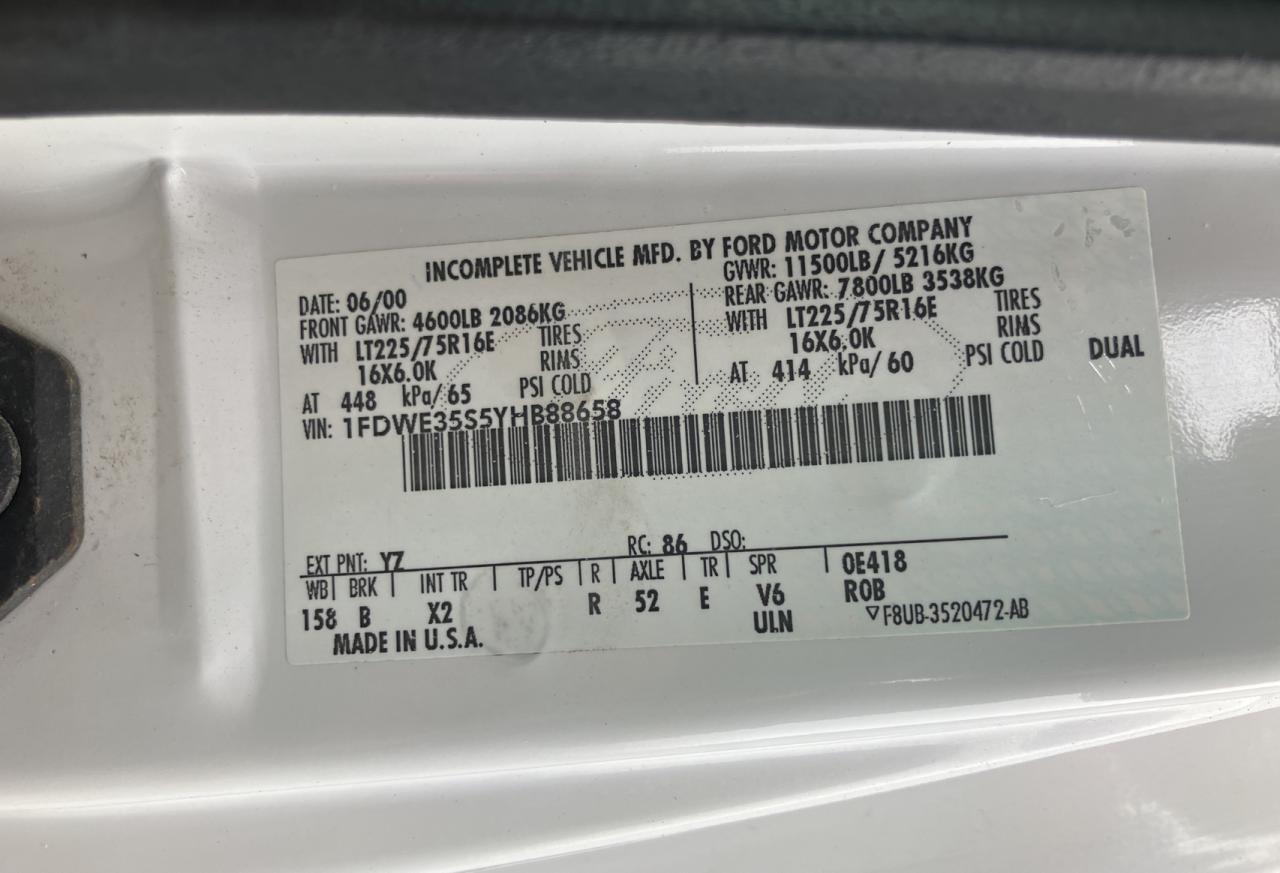 INCOMPLETE VEHICLE MFD. BY FORD MOTOR COMPANY
DATE: 06/00 GVWR: 11500LB/ 5216KG
FRONT GAWR: 4600LB 2086KG REAR GAWR: 7800LB 3538KG
WITH LT225/75R16E TIRES WITH LT225/75R16E TIRES
16X6.0K RIMS 16X6.0K RIMS
AT 448 kPa/ 65 PSI COLD AT 414 kPa/ 60 PSI COLD DUAL
VIN: 1FDWE35S5YHB88658
EXT PNT: YZ RC: 86 DSO:
WB BRK INT TR TP/PS R AXLE TR SPR 0E418
158 B X2 R 52 E V6 ROB
MADE IN U.S.A. ULN ▽F8UB-3520472-AB
Ford